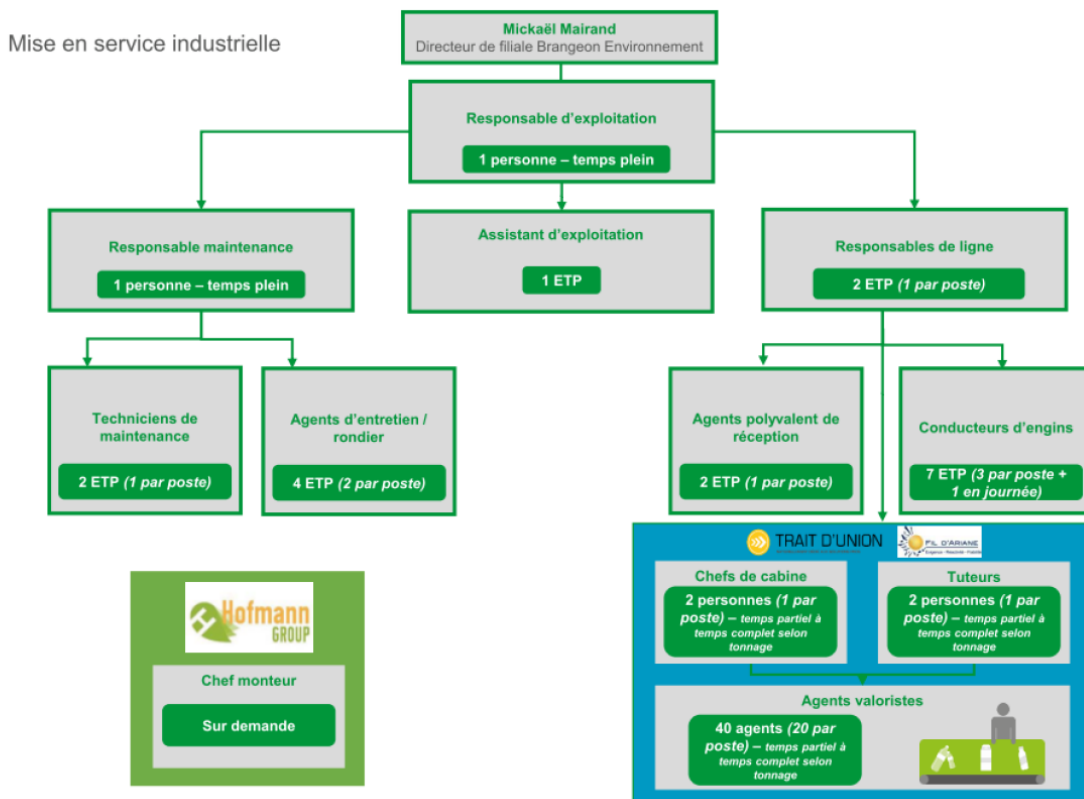 Mise en service industrielle
Mickaël Mairand
Directeur de filiale Brangeon Environnement
Responsable d'exploitation
1 personne – temps plein
Responsable maintenance
1 personne – temps plein
Assistant d'exploitation
1 ETP
Responsables de ligne
2 ETP (1 par poste)
Techniciens de
maintenance
2 ETP (1 par poste)
Agents d'entretien /
rondier
4 ETP (2 par poste)
Agents polyvalent de
réception
2 ETP (1 par poste)
Conducteurs d'engins
7 ETP (3 par poste +
1 en journée)
Hofmann
GROUP
Chef monteur
Sur demande
TRAIT D'UNION
FIL D'ARIANE
Chefs de cabine
2 personnes (1 par
poste) – temps partiel à
temps complet selon
tonnage
Tuteurs
2 personnes (1 par
poste) – temps partiel à
temps complet selon
tonnage
Agents valoristes
40 agents (20 par
poste) – temps partiel à
temps complet selon
tonnage